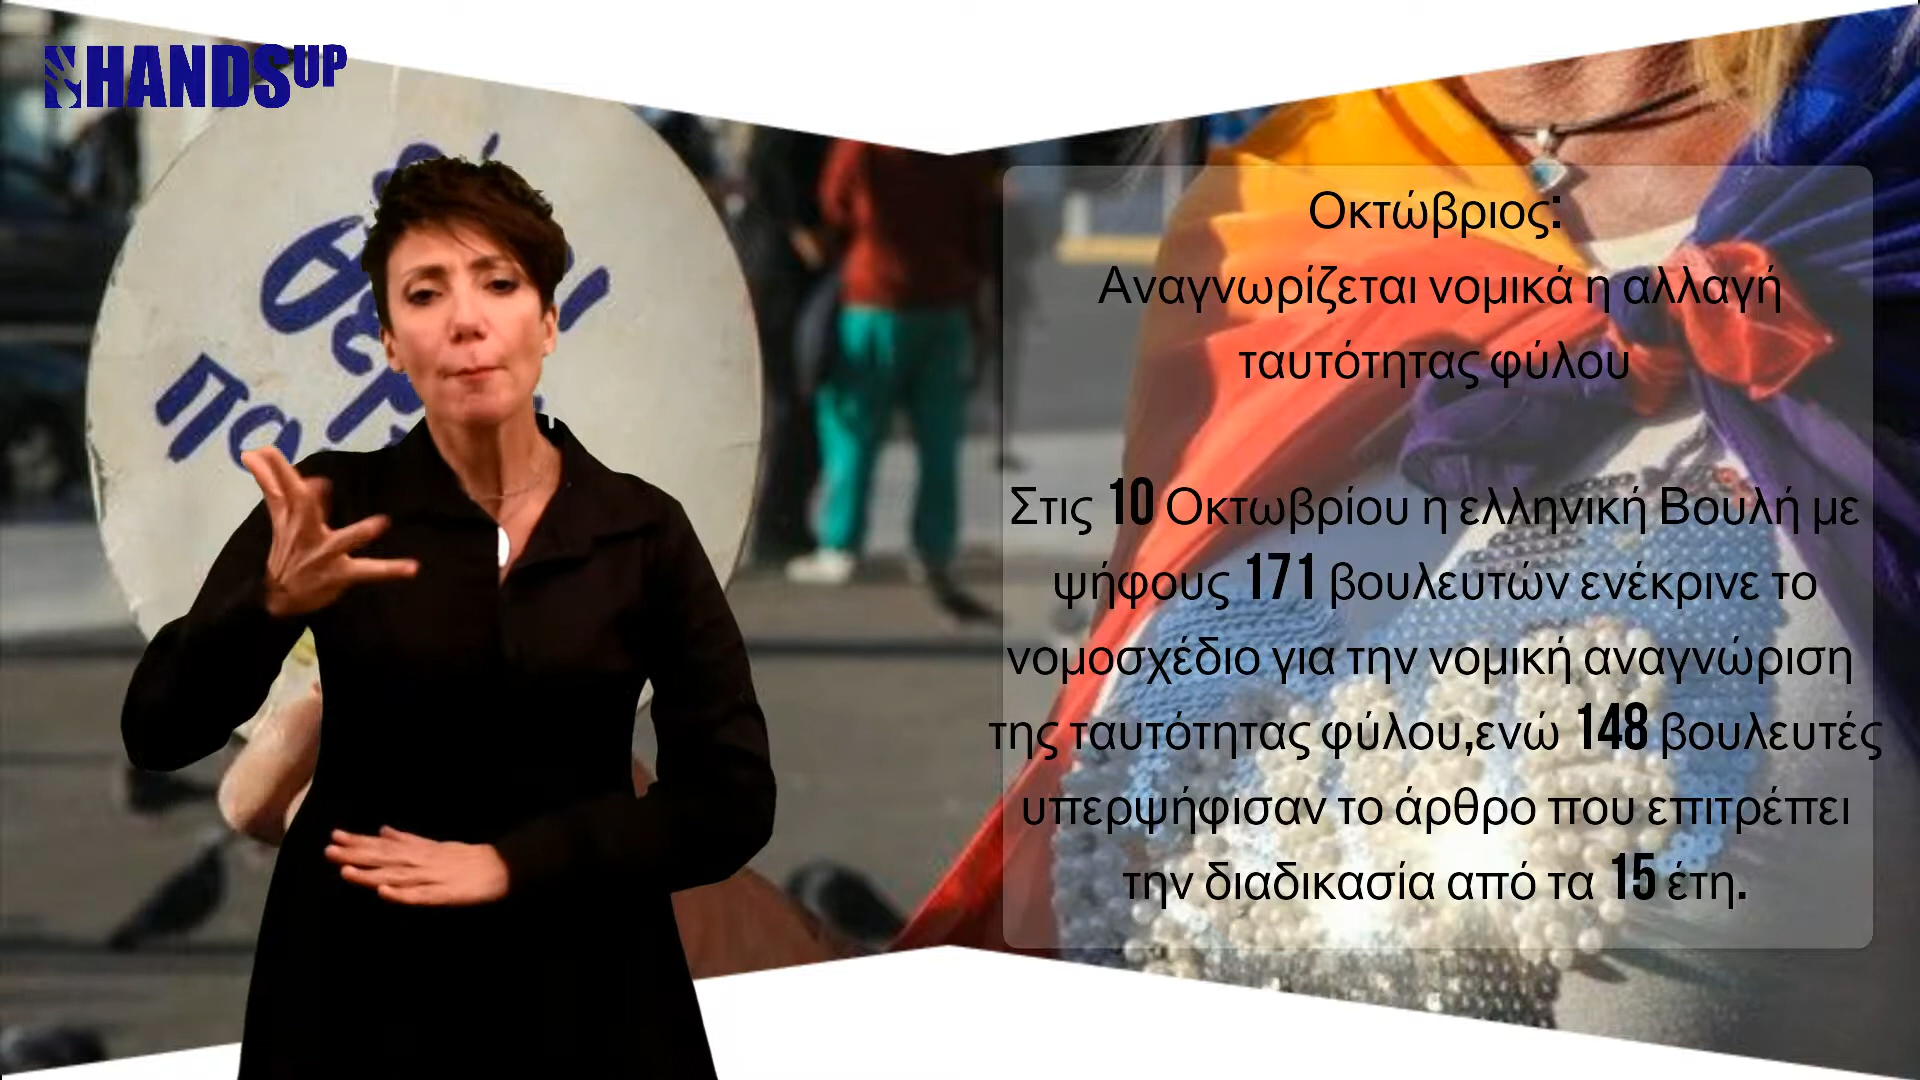 HANDSUP
Οκτώβριος:
Αναγνωρίζεται νομικά η αλλαγή
ταυτότητας φύλου
Στις 10 Οκτωβρίου η ελληνική Βουλή με
ψήφους 171 βουλευτών ενέκρινε το
νομοσχέδιο για την νομική αναγνώριση
της ταυτότητας φύλου,ενώ 148 βουλευτές
υπερψήφισαν το άρθρο που επιτρέπει
την διαδικασία από τα 15 έτη.